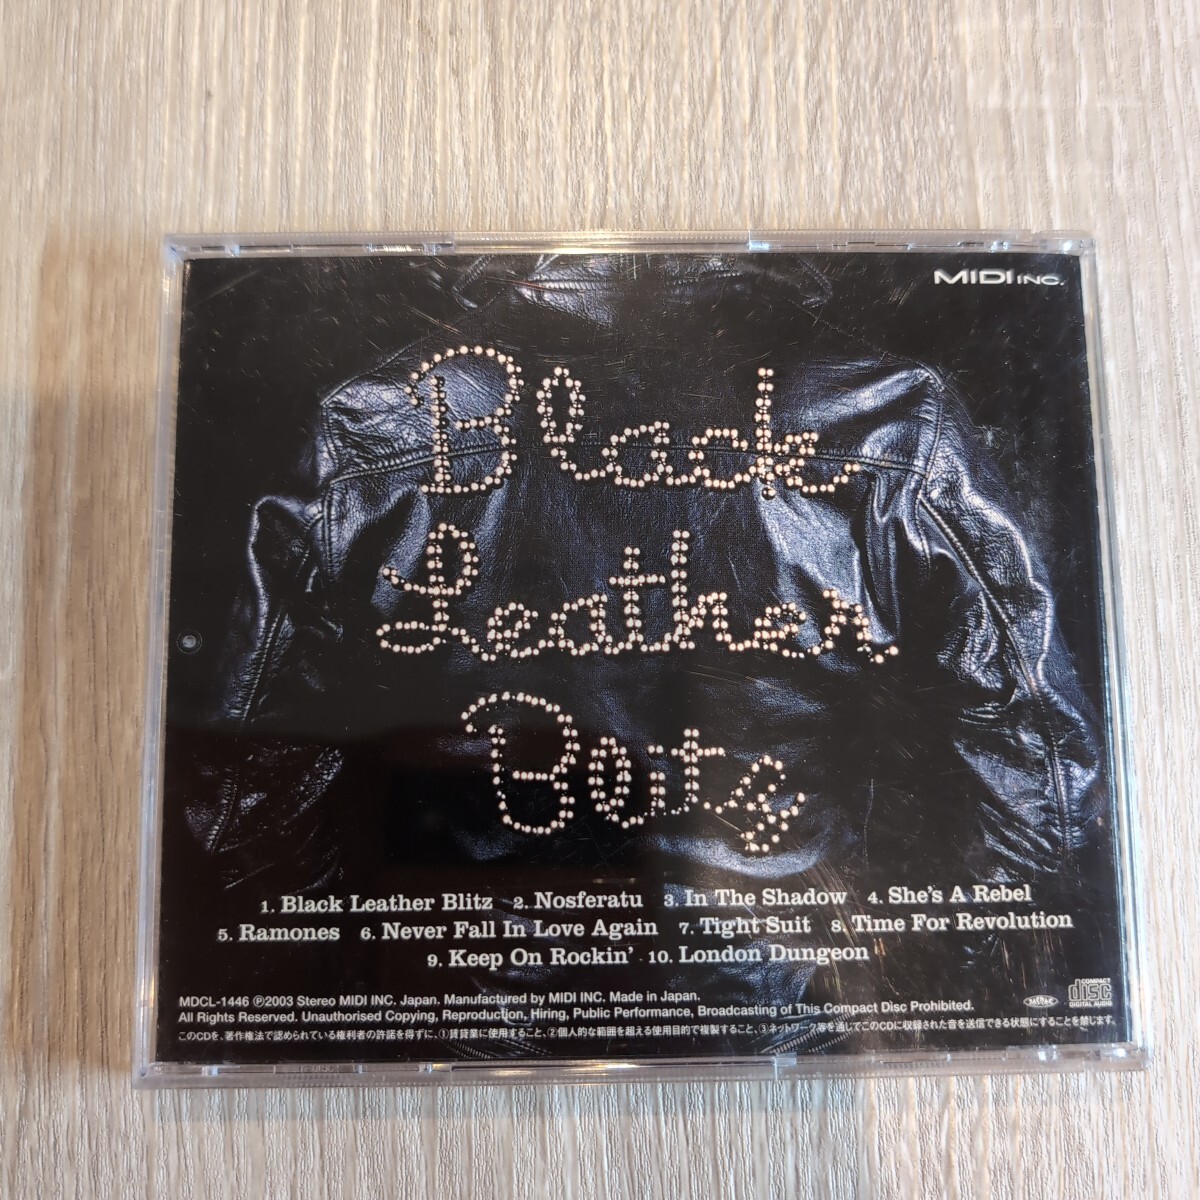 MIDI INC.
Black
Leather
Blitz
1. Black Leather Blitz 2. Nosferatu 3. In The Shadow 4. She's A Rebel
5. Ramones 6. Never Fall In Love Again 7. Tight Suit 8. Time For Revolution
9. Keep On Rockin' 10. London Dungeon
MDCL-1446 ℗2003 Stereo MIDI INC. Japan. Manufactured by MIDI INC. Made in Japan.
All Rights Reserved. Unauthorised Copying, Reproduction, Hiring, Public Performance, Broadcasting of This Compact Disc Prohibited.
このCDを、著作権法で認められている権利者の許諾を得ずに、①賃貸業に使用すること、②個人的な範囲を超える使用目的で複製すること、③ネットワーク等を通じてこのCDに収録された音を送信できる状態にすることを禁じます。
JASRAC
COMPACT
disc
DIGITAL AUDIO